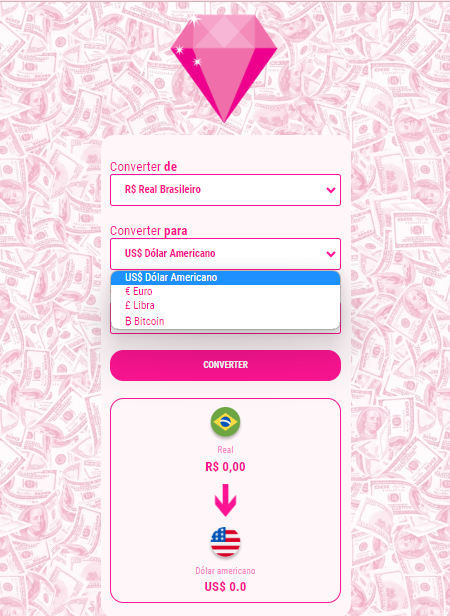 Converter de
R$ Real Brasileiro
Converter para
US$ Dólar Americano
US$ Dólar Americano
€ Euro
£ Libra
₿ Bitcoin
CONVERTER
Real
R$ 0,00
Dólar americano
US$ 0.0